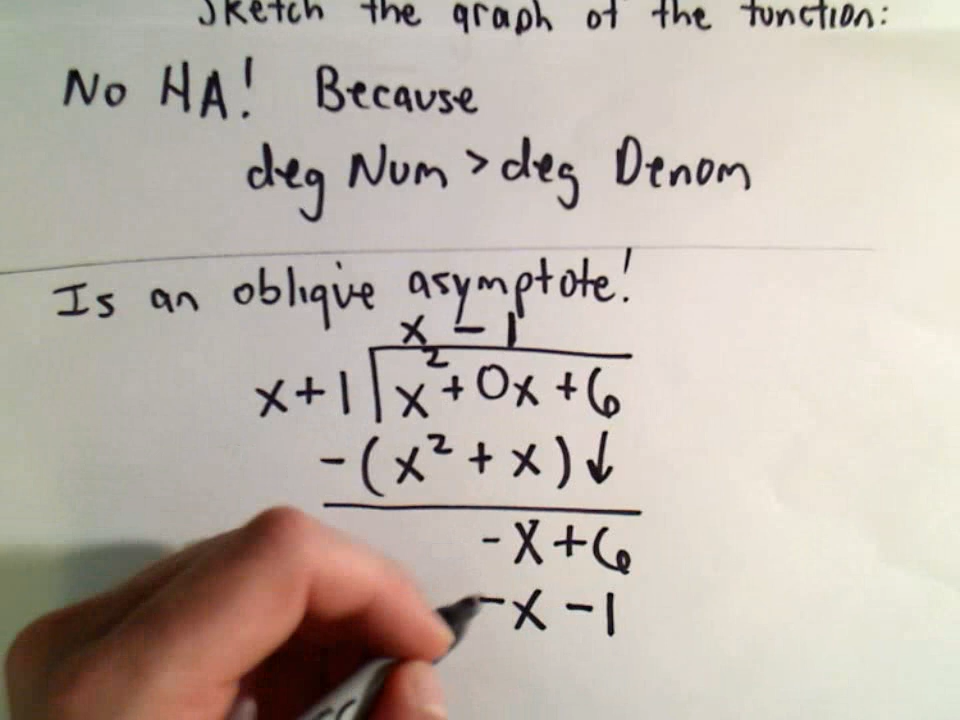 Sketch the graph of the function:
No HA! Because
deg Num > deg Denom
Is an oblique asymptote!
x - 1
x + 1 x² + 0x + 6
-(x² + x) ↓
-x + 6
-x - 1